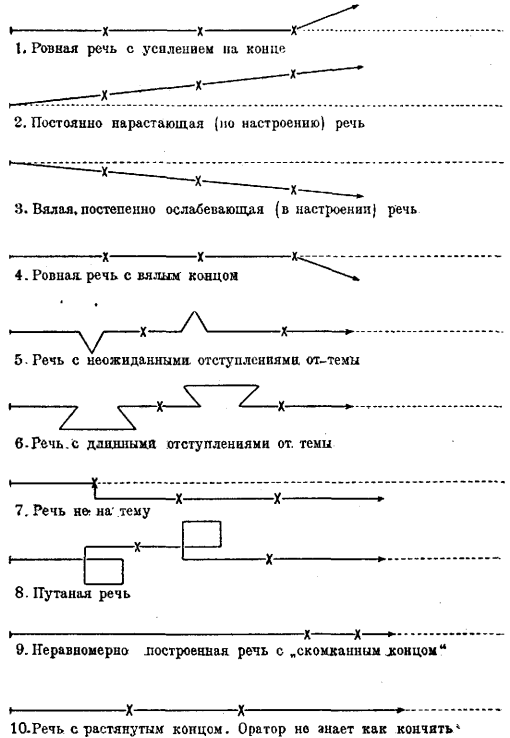 1. Ровная речь с усилением на конце
2. Постоянно нарастающая (по настроению) речь
3. Вялая, постепенно ослабевающая (в настроении) речь
4. Ровная речь с вялым концом
5. Речь с неожиданными отступлениями от темы
6. Речь с длинными отступлениями от темы
7. Речь не на тему
8. Путаная речь
9. Неравномерно построенная речь с „скомканным концом“
10. Речь с растянутым концом. Оратор не знает как кончить